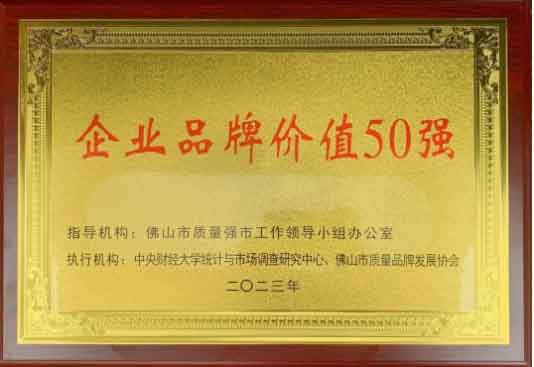 企业品牌价值50强
指导机构：佛山市质量强市工作领导小组办公室
执行机构：中央财经大学统计与市场调查研究中心、佛山市质量品牌发展协会
二〇二三年